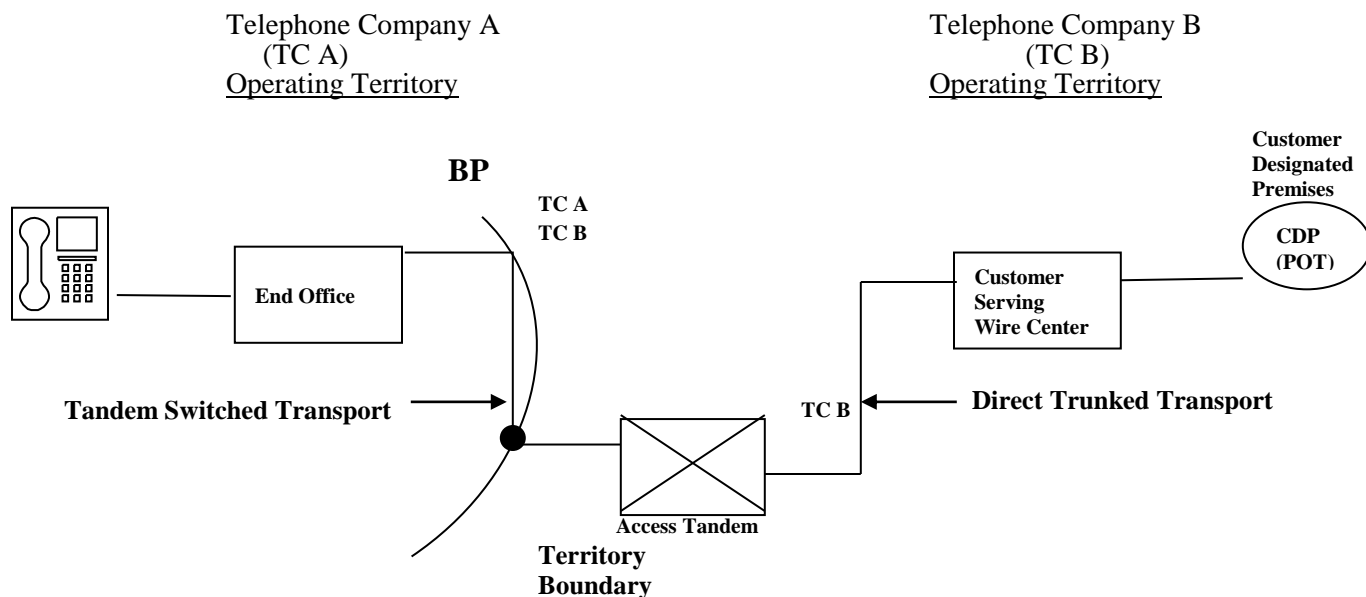 Telephone Company A
(TC A)
Operating Territory
Telephone Company B
(TC B)
Operating Territory
Customer
Designated
Premises
BP
TC A
TC B
CDP
(POT)
End Office
Customer
Serving
Wire Center
Tandem Switched Transport
TC B
Direct Trunked Transport
Access Tandem
Territory
Boundary